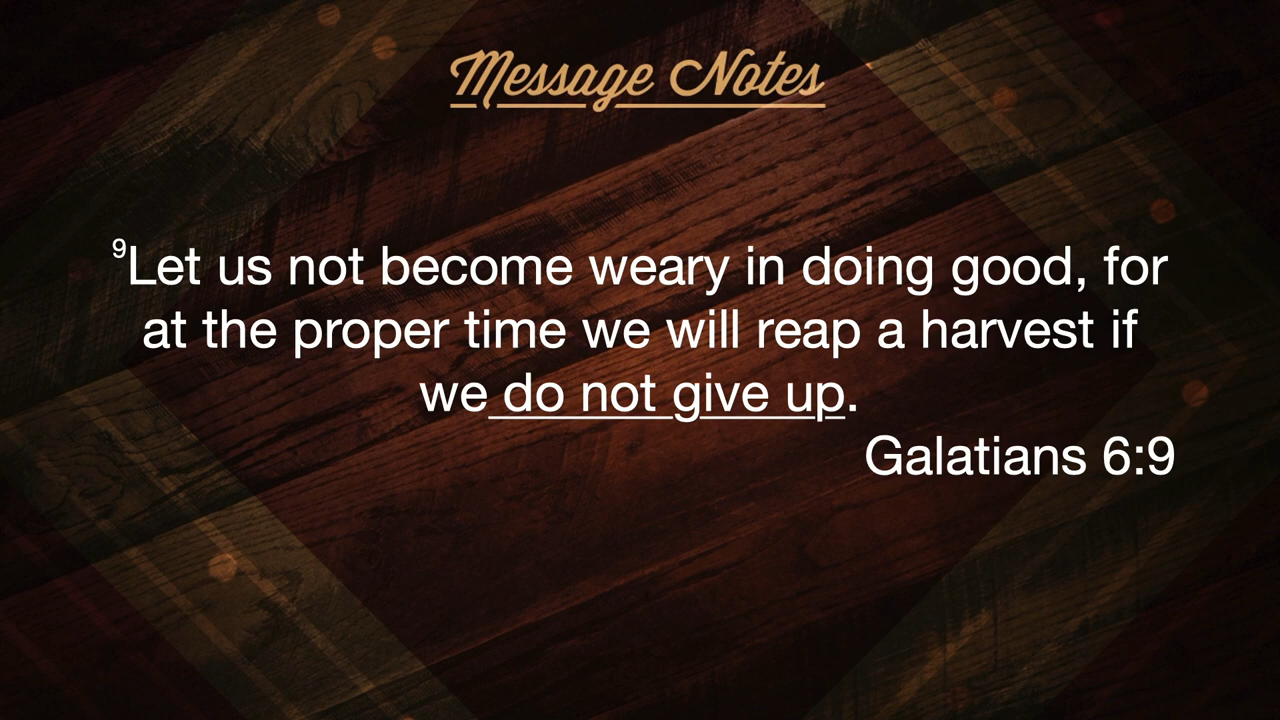 Message Notes
⁹Let us not become weary in doing good, for
at the proper time we will reap a harvest if
we do not give up.
Galatians 6:9